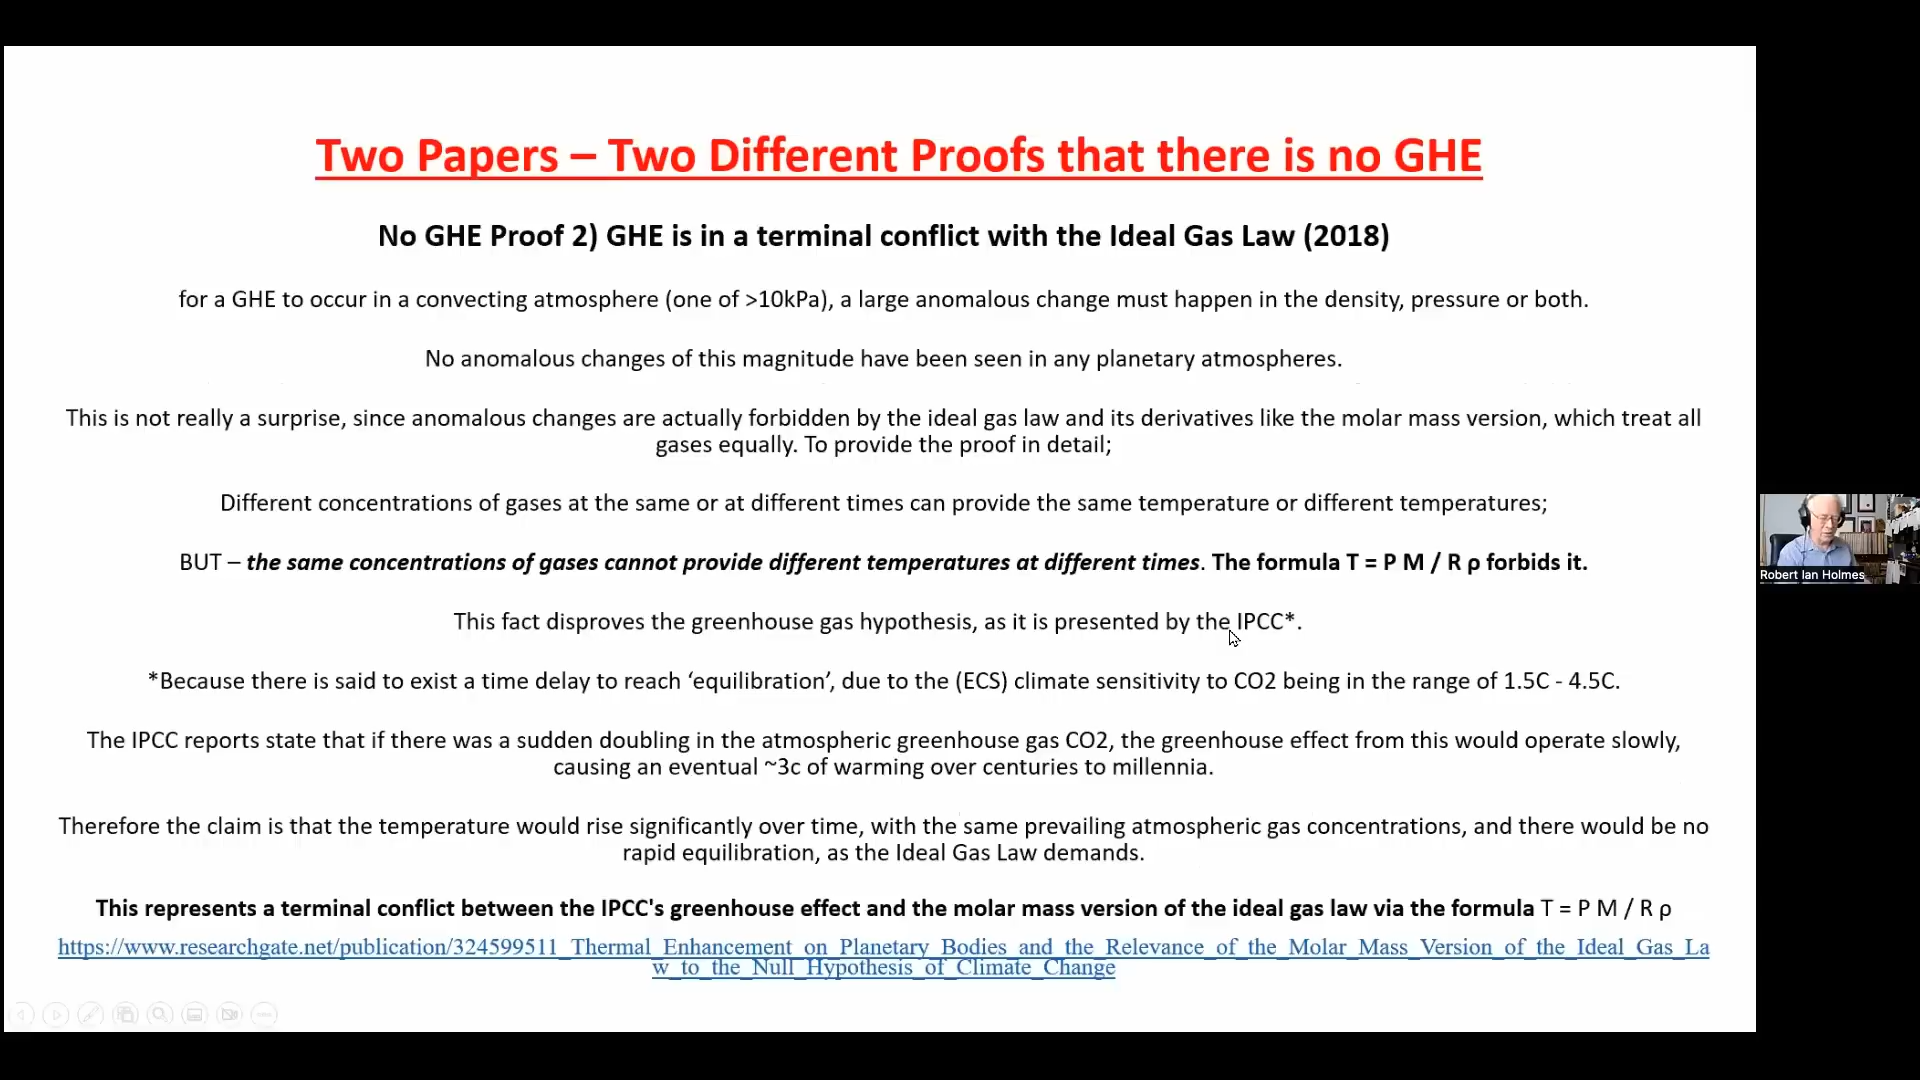 Two Papers – Two Different Proofs that there is no GHE
No GHE Proof 2) GHE is in a terminal conflict with the Ideal Gas Law (2018)
for a GHE to occur in a convecting atmosphere (one of >10kPa), a large anomalous change must happen in the density, pressure or both.
No anomalous changes of this magnitude have been seen in any planetary atmospheres.
This is not really a surprise, since anomalous changes are actually forbidden by the ideal gas law and its derivatives like the molar mass version, which treat all
gases equally. To provide the proof in detail;
Different concentrations of gases at the same or at different times can provide the same temperature or different temperatures;
BUT – the same concentrations of gases cannot provide different temperatures at different times. The formula T = P M / R ρ forbids it.
This fact disproves the greenhouse gas hypothesis, as it is presented by the IPCC*.
*Because there is said to exist a time delay to reach ‘equilibration’, due to the (ECS) climate sensitivity to CO2 being in the range of 1.5C - 4.5C.
The IPCC reports state that if there was a sudden doubling in the atmospheric greenhouse gas CO2, the greenhouse effect from this would operate slowly,
causing an eventual ~3c of warming over centuries to millennia.
Therefore the claim is that the temperature would rise significantly over time, with the same prevailing atmospheric gas concentrations, and there would be no
rapid equilibration, as the Ideal Gas Law demands.
This represents a terminal conflict between the IPCC's greenhouse effect and the molar mass version of the ideal gas law via the formula T = P M / R ρ
https://www.researchgate.net/publication/324599511_Thermal_Enhancement_on_Planetary_Bodies_and_the_Relevance_of_the_Molar_Mass_Version_of_the_Ideal_Gas_La
w_to_the_Null_Hypothesis_of_Climate_Change
Robert Ian Holmes